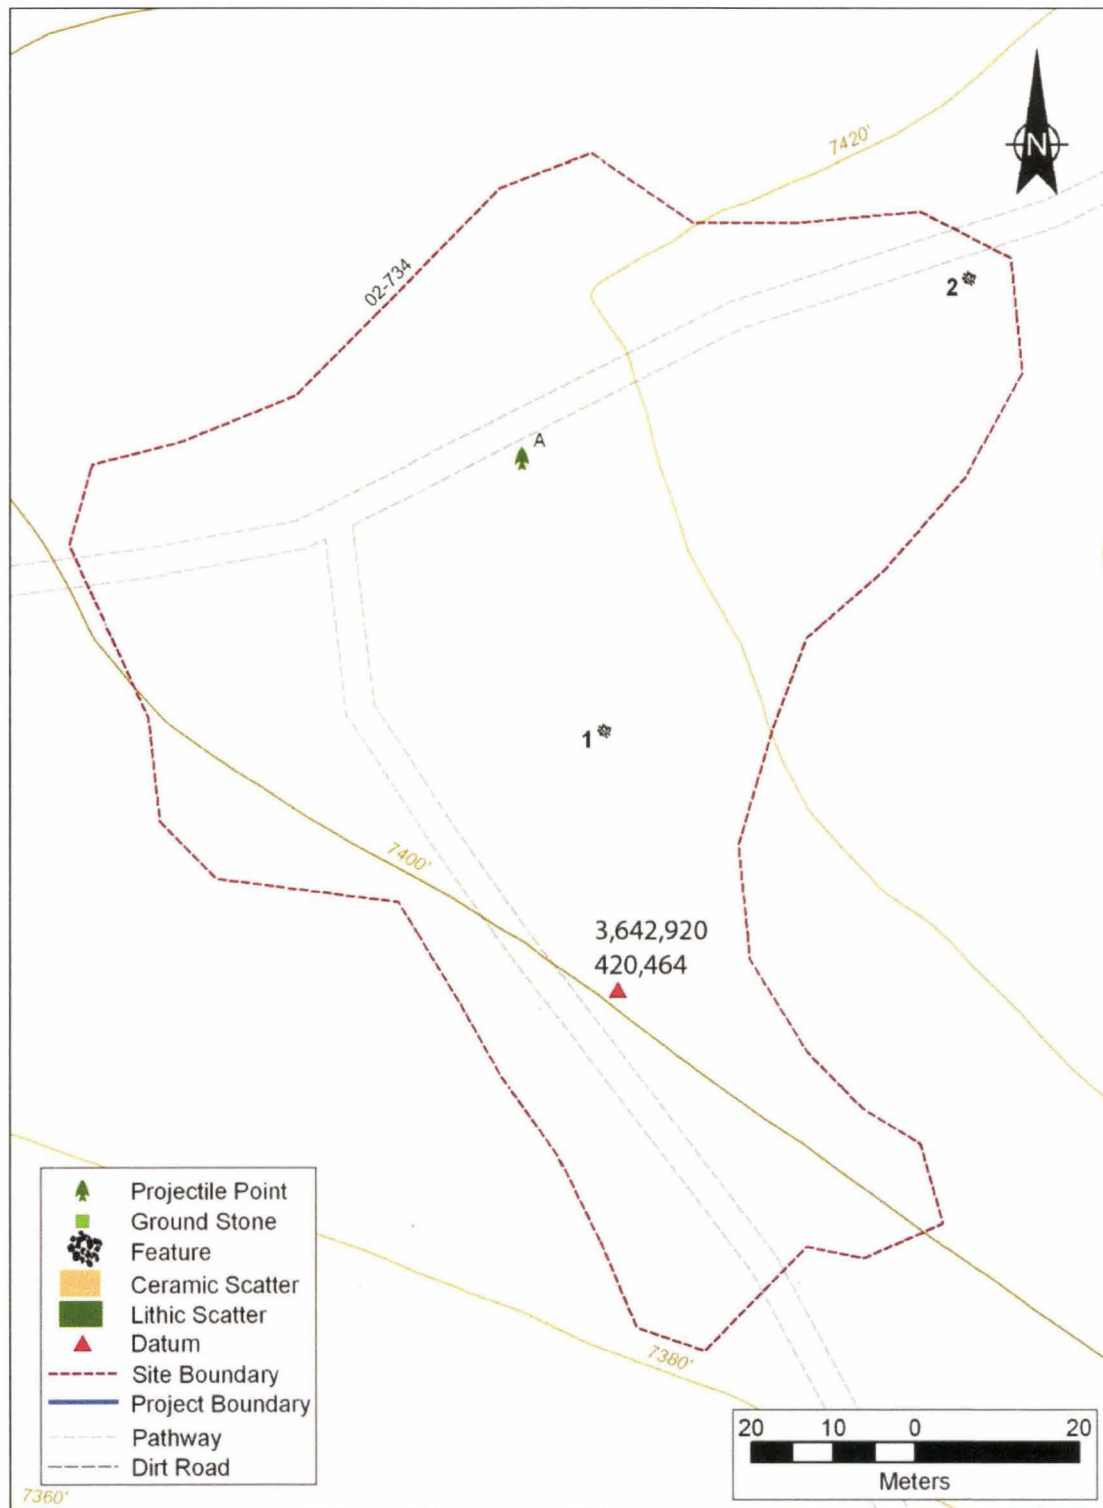 7420'
N
02-734
2
A
1
7400'
3,642,920
420,464
7380'
Projectile Point
Ground Stone
Feature
Ceramic Scatter
Lithic Scatter
Datum
Site Boundary
Project Boundary
Pathway
Dirt Road
20 10 0 20
Meters
7360'